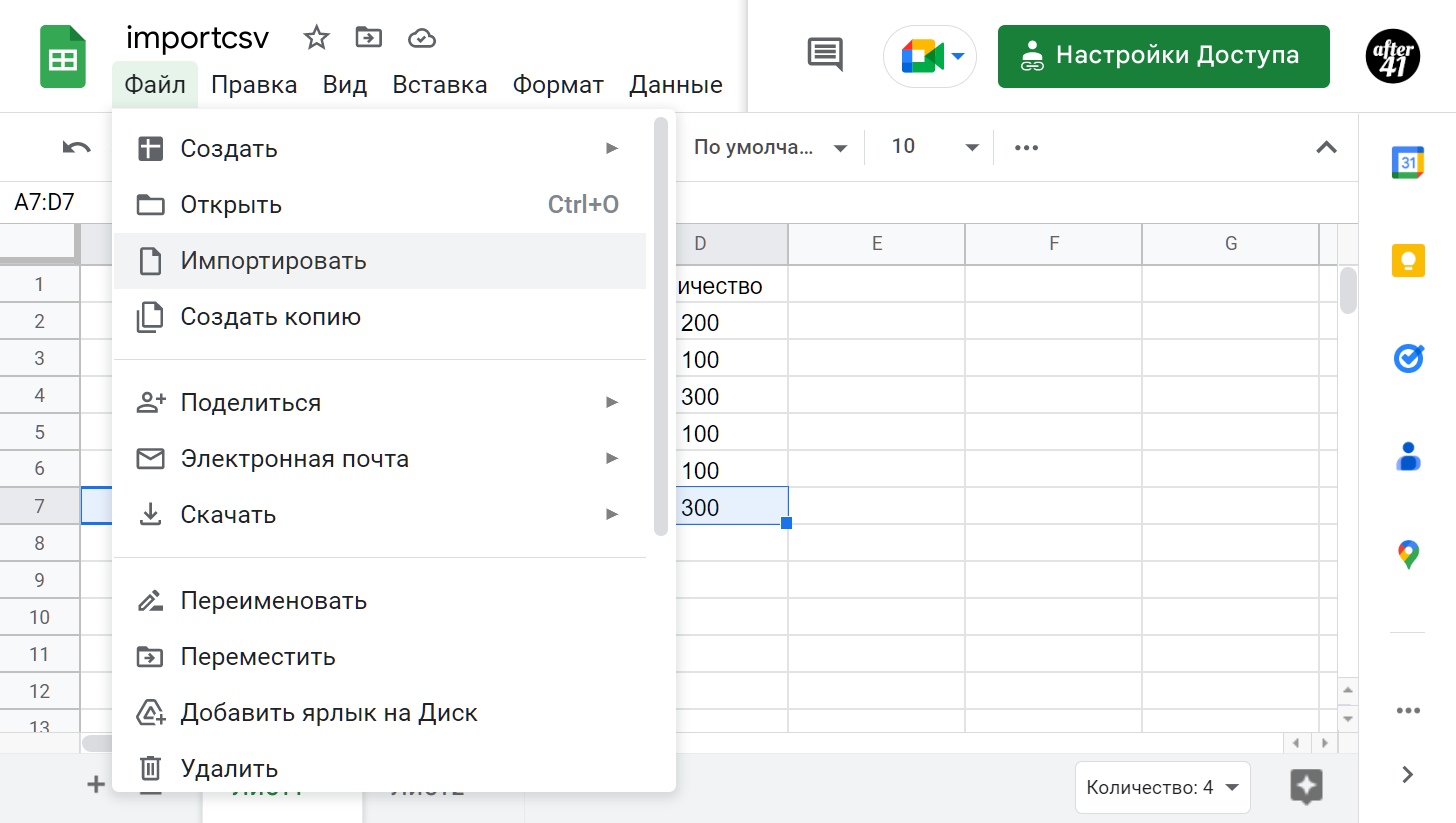 importcsv
Файл Правка Вид Вставка Формат Данные
Настройки Доступа
after
41
Создать
Открыть Ctrl+O
Импортировать
Создать копию
Поделиться
Электронная почта
Скачать
Переименовать
Переместить
Добавить ярлык на Диск
Удалить
По умолча... 10
31
A7:D7
D E F G
1 ичество
2 200
3 100
4 300
5 100
6 100
7 300
8
9
10
11
12
13
Количество: 4